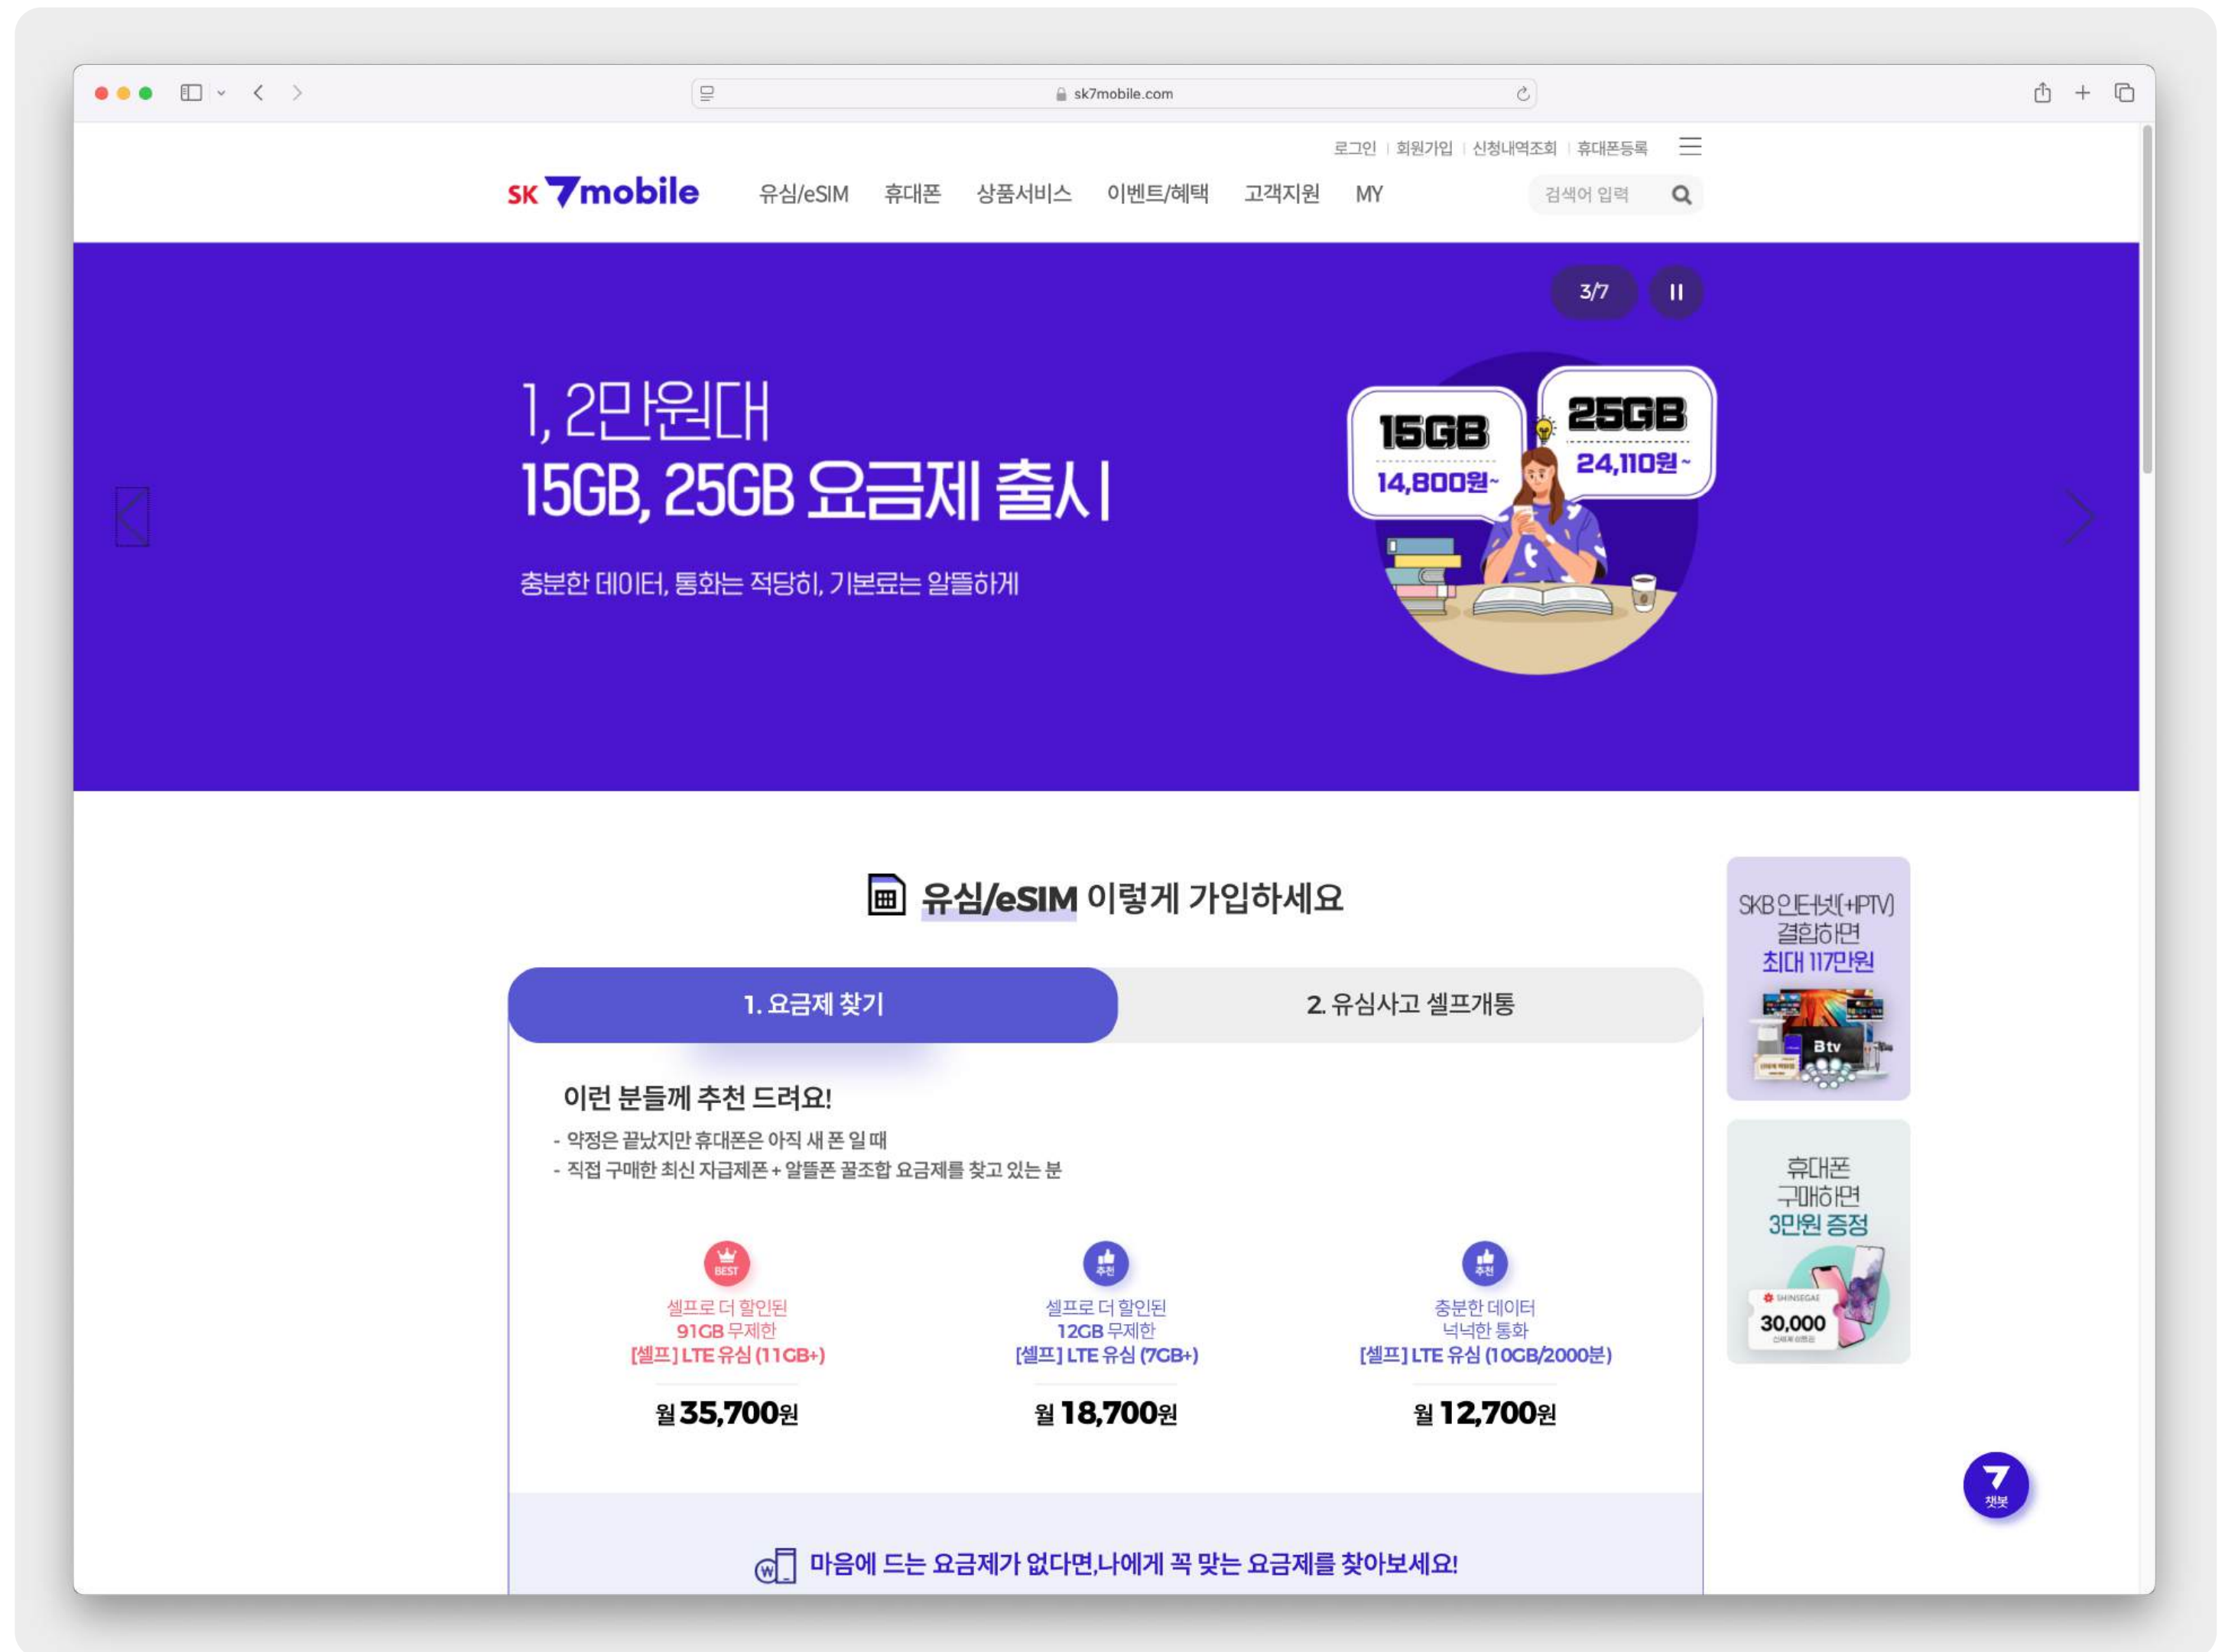 sk7mobile.com
로그인 | 회원가입 | 신청내역조회 | 휴대폰등록
SK 7mobile
유심/eSIM 휴대폰 상품서비스 이벤트/혜택 고객지원 MY
검색어 입력
3/7
1, 2만원대
15GB, 25GB 요금제 출시
충분한 데이터, 통화는 적당히, 기본료는 알뜰하게
15GB
14,800원~
25GB
24,110원~
유심/eSIM 이렇게 가입하세요
1. 요금제 찾기
2. 유심사고 셀프개통
이런 분들께 추천 드려요!
- 약정은 끝났지만 휴대폰은 아직 새 폰 일 때
- 직접 구매한 최신 자급제폰 + 알뜰폰 꿀조합 요금제를 찾고 있는 분
BEST
셀프로 더 할인된
91GB 무제한
[셀프] LTE 유심 (11GB+)
월 35,700원
추천
셀프로 더 할인된
12GB 무제한
[셀프] LTE 유심 (7GB+)
월 18,700원
추천
충분한 데이터
넉넉한 통화
[셀프] LTE 유심 (10GB/2000분)
월 12,700원
마음에 드는 요금제가 없다면,나에게 꼭 맞는 요금제를 찾아보세요!
SKB인터넷(+IPTV)
결합하면
최대 117만원
B tv
휴대폰
구매하면
3만원 증정
SHINSEGAE
30,000
7
챗봇